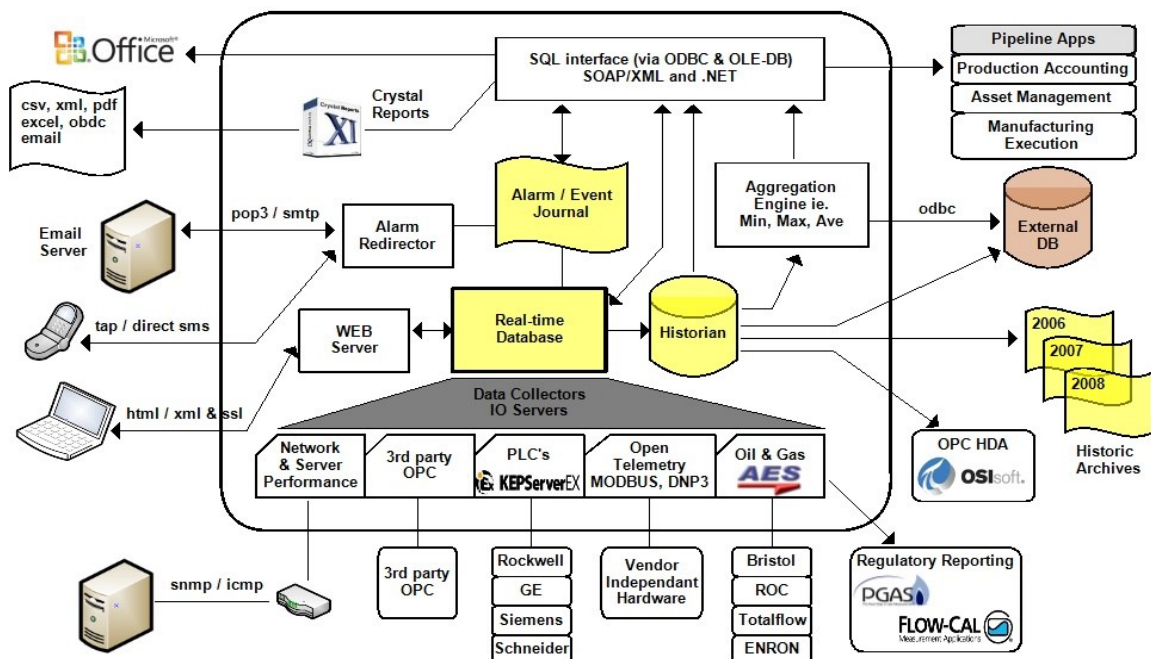 Microsoft®
Office
SQL interface (via ODBC & OLE-DB)
SOAP/XML and .NET
Pipeline Apps
Production Accounting
Asset Management
Manufacturing
Execution
csv, xml, pdf
excel, obdc
email
Crystal Reports
XI
Crystal
Reports
Alarm / Event
Journal
Aggregation
Engine ie.
Min, Max, Ave
odbc
External
DB
Email
Server
pop3 / smtp
Alarm
Redirector
tap / direct sms
WEB
Server
Real-time
Database
Historian
2006
2007
2008
Historic
Archives
html / xml & ssl
Data Collectors
IO Servers
Network
& Server
Performance
3rd party
OPC
PLC's
KEPServerEX
Open
Telemetry
MODBUS, DNP3
Oil & Gas
AES
OPC HDA
OSIsoft.
snmp / icmp
3rd party
OPC
Rockwell
GE
Siemens
Schneider
Vendor
Independant
Hardware
Bristol
ROC
Totalflow
ENRON
Regulatory Reporting
PGAS
FLOW-CAL
Measurement Applications